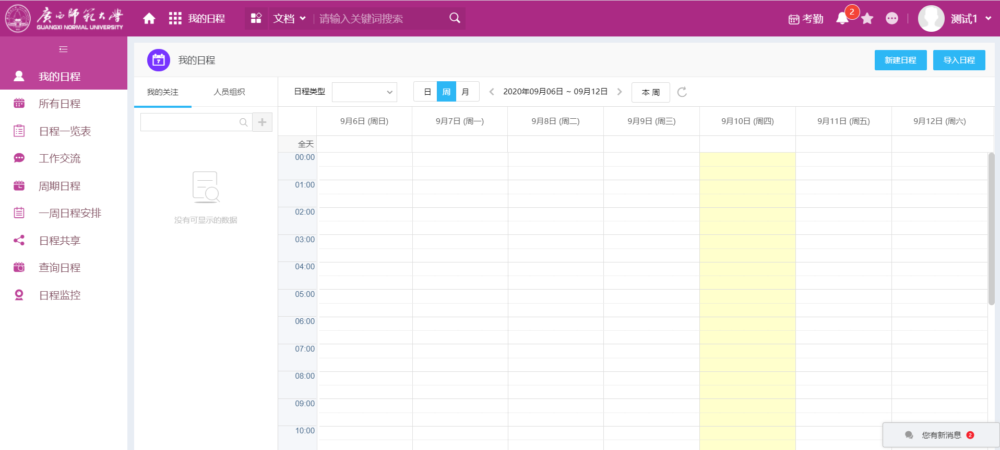 廣西師範大學
GUANGXI NORMAL UNIVERSITY
我的日程
文档
请输入关键词搜索
考勤
2
测试1
我的日程
所有日程
日程一览表
工作交流
周期日程
一周日程安排
日程共享
查询日程
日程监控
7
我的日程
新建日程
导入日程
我的关注
人员组织
日程类型
日
周
月
2020年09月06日 ~ 09月12日
本 周
没有可显示的数据
9月6日 (周日)
9月7日 (周一)
9月8日 (周二)
9月9日 (周三)
9月10日 (周四)
9月11日 (周五)
9月12日 (周六)
全天
00:00
01:00
02:00
03:00
04:00
05:00
06:00
07:00
08:00
09:00
10:00
您有新消息 2